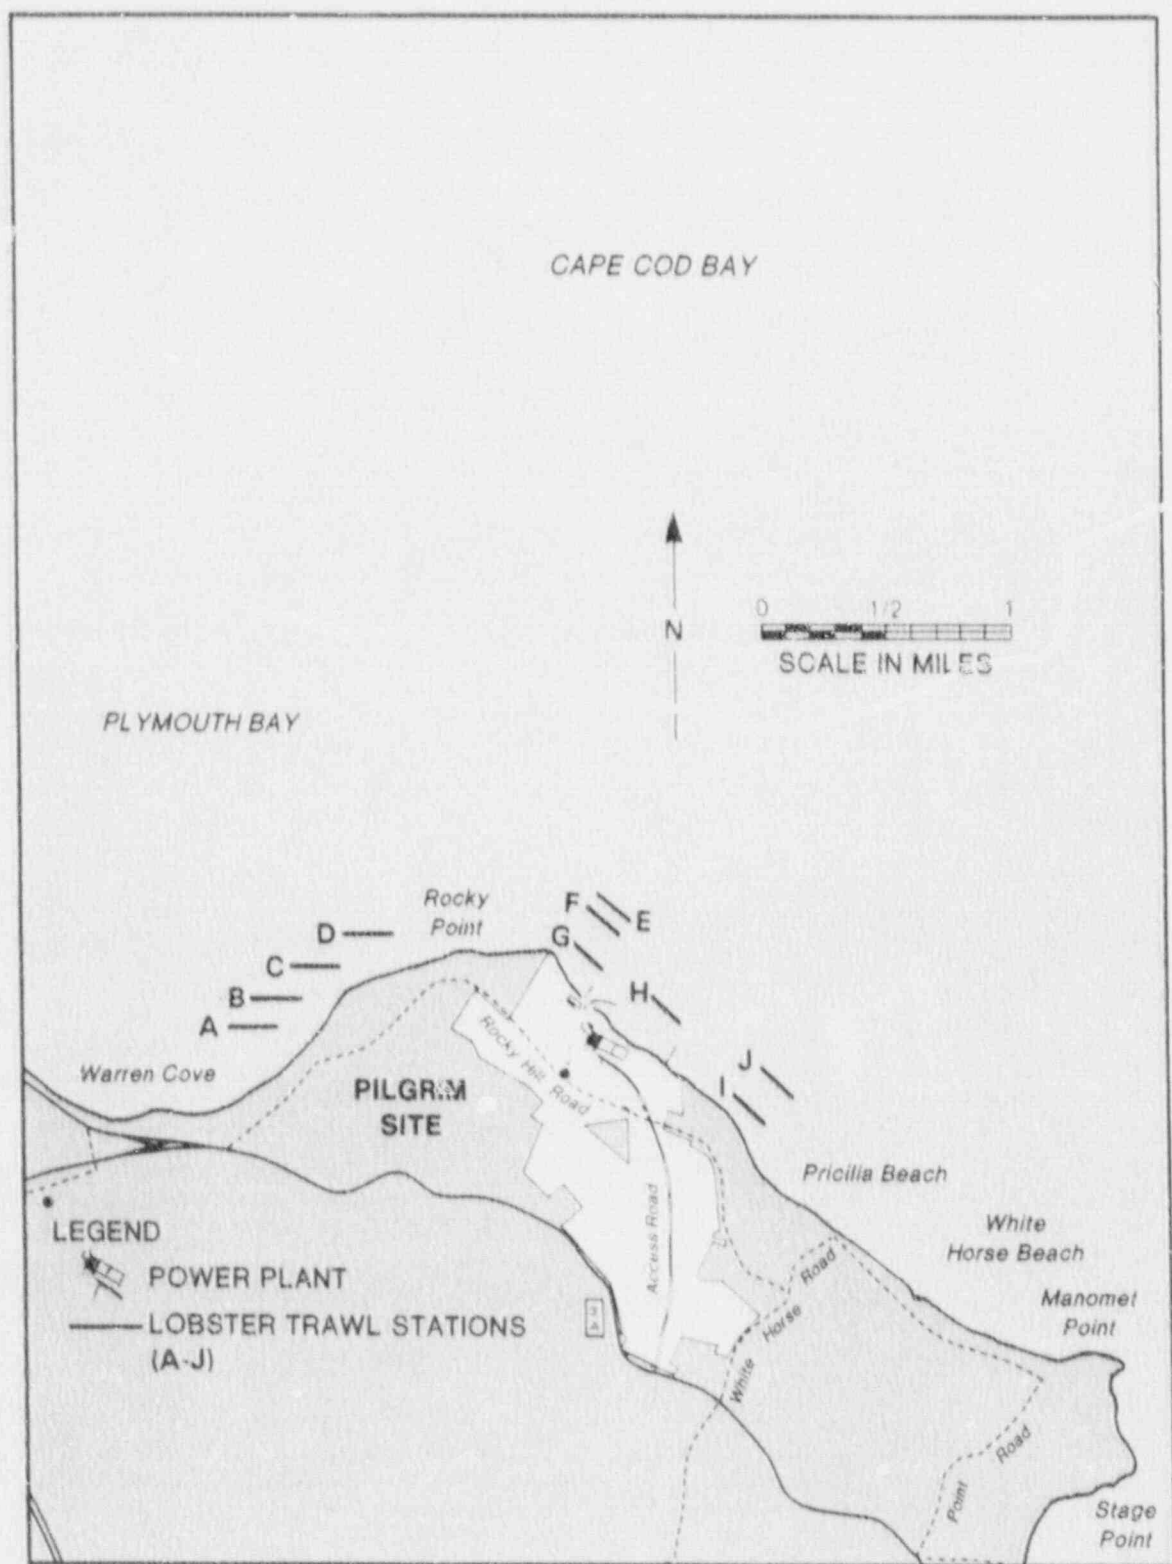 CAPE COD BAY
N
0 1/2 1
SCALE IN MILES
PLYMOUTH BAY
Rocky
Point
F
E
D
G
C
H
B
A
J
I
Warren Cove
PILGRIM
SITE
Rocky Hill Road
Access Road
Pricilia Beach
White
Horse Beach
Manomet
Point
White Horse Road
Point Road
Stage
Point
3A
LEGEND
POWER PLANT
LOBSTER TRAWL STATIONS
(A-J)